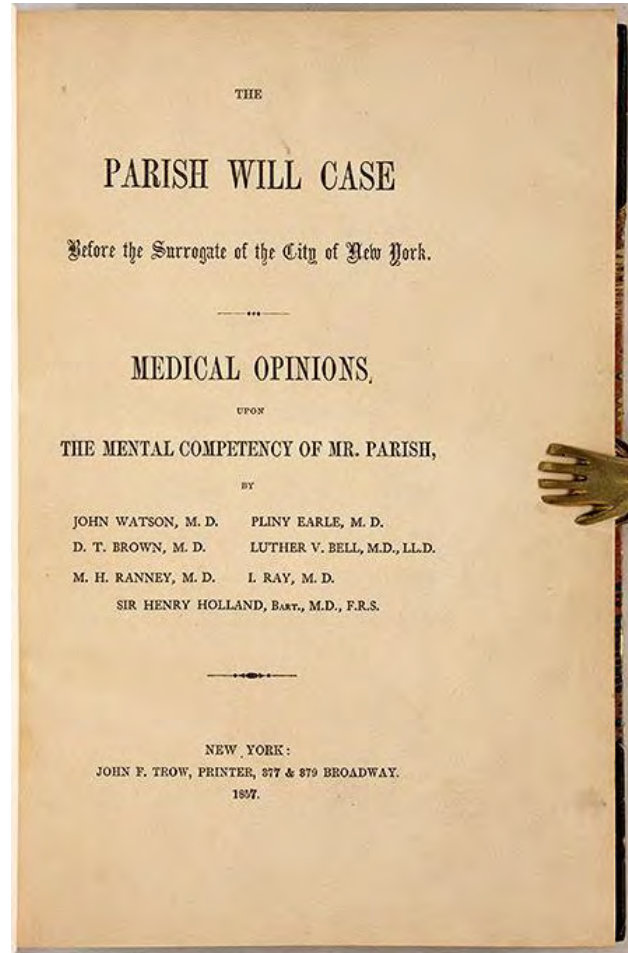 THE
PARISH WILL CASE
Before the Surrogate of the City of New York.
MEDICAL OPINIONS,
UPON
THE MENTAL COMPETENCY OF MR. PARISH,
BY
JOHN WATSON, M. D. PLINY EARLE, M. D.
D. T. BROWN, M. D. LUTHER V. BELL, M.D., LL.D.
M. H. RANNEY, M. D. I. RAY, M. D.
SIR HENRY HOLLAND, BART., M.D., F.R.S.
NEW YORK:
JOHN F. TROW, PRINTER, 377 & 379 BROADWAY.
1857.